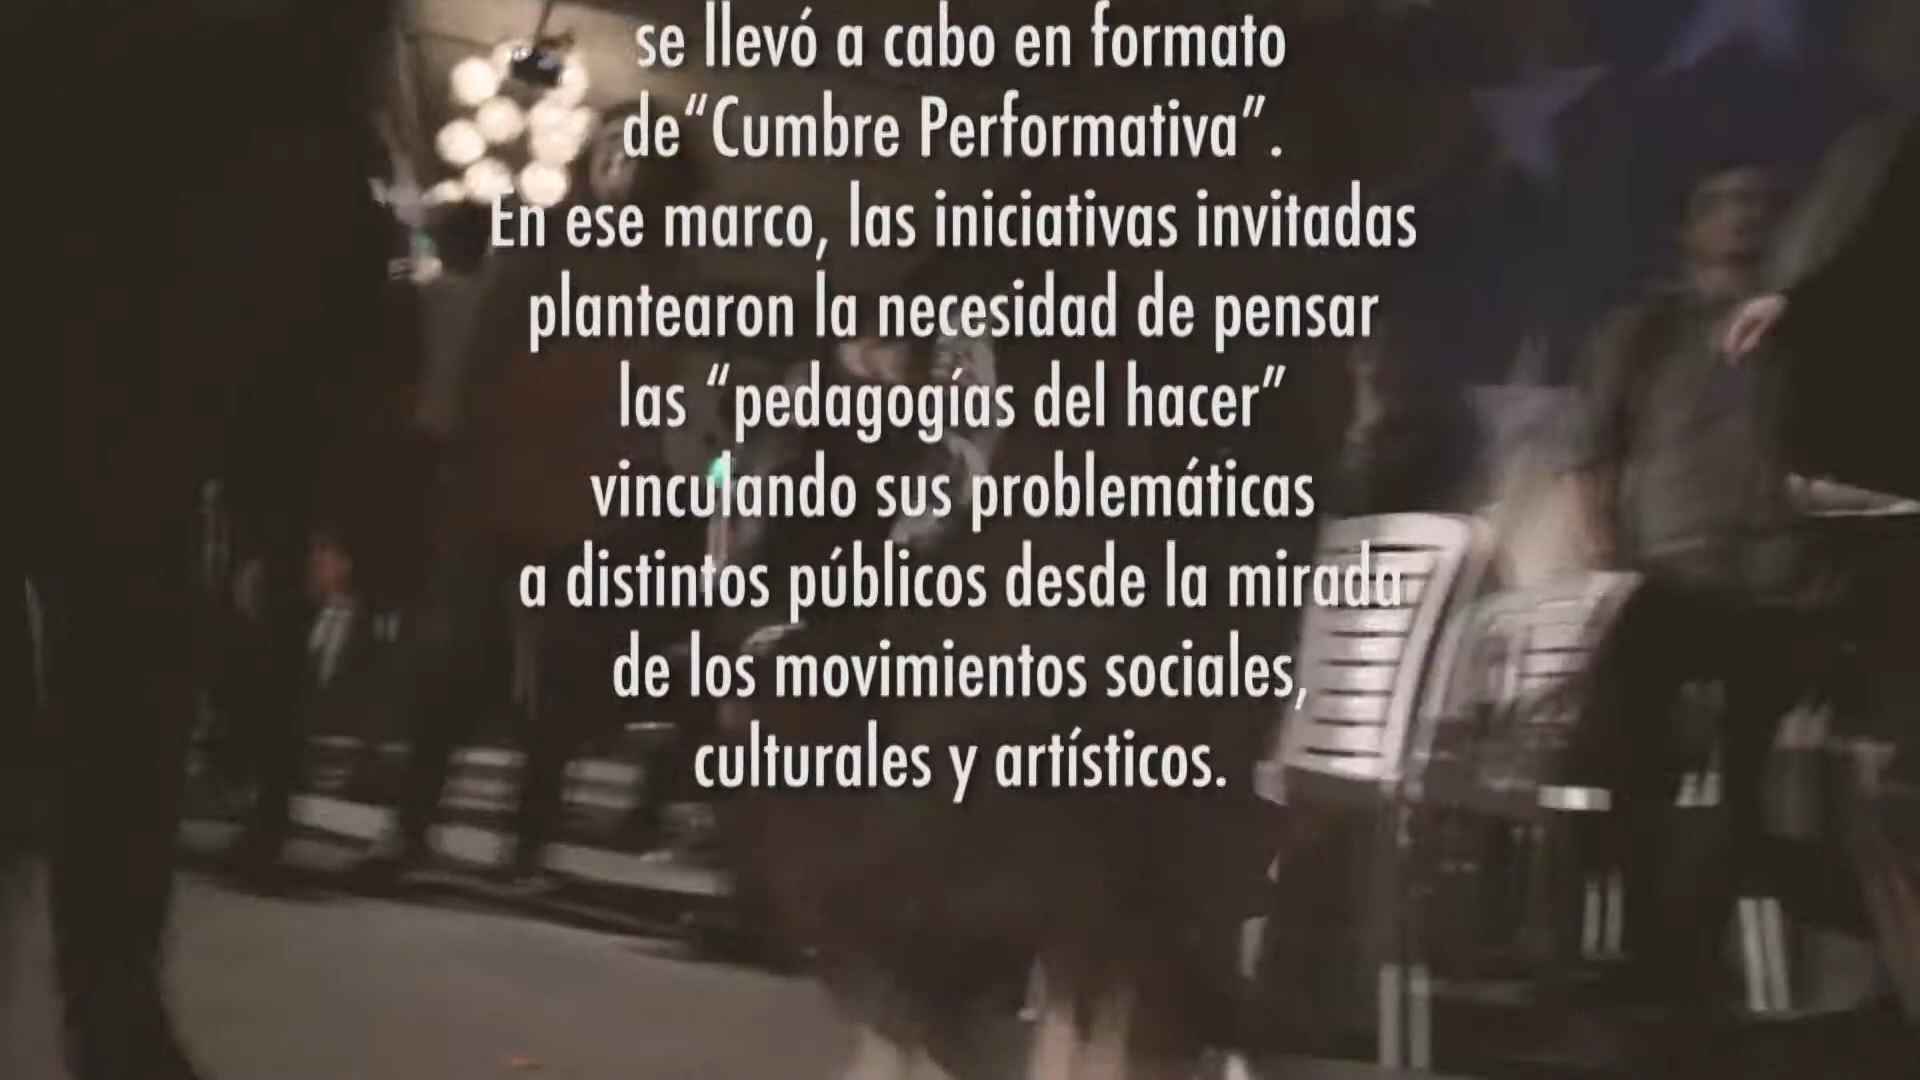 se llevó a cabo en formato
de“Cumbre Performativa”.
En ese marco, las iniciativas invitadas
plantearon la necesidad de pensar
las “pedagogías del hacer”
vinculando sus problemáticas
a distintos públicos desde la mirada
de los movimientos sociales,
culturales y artísticos.